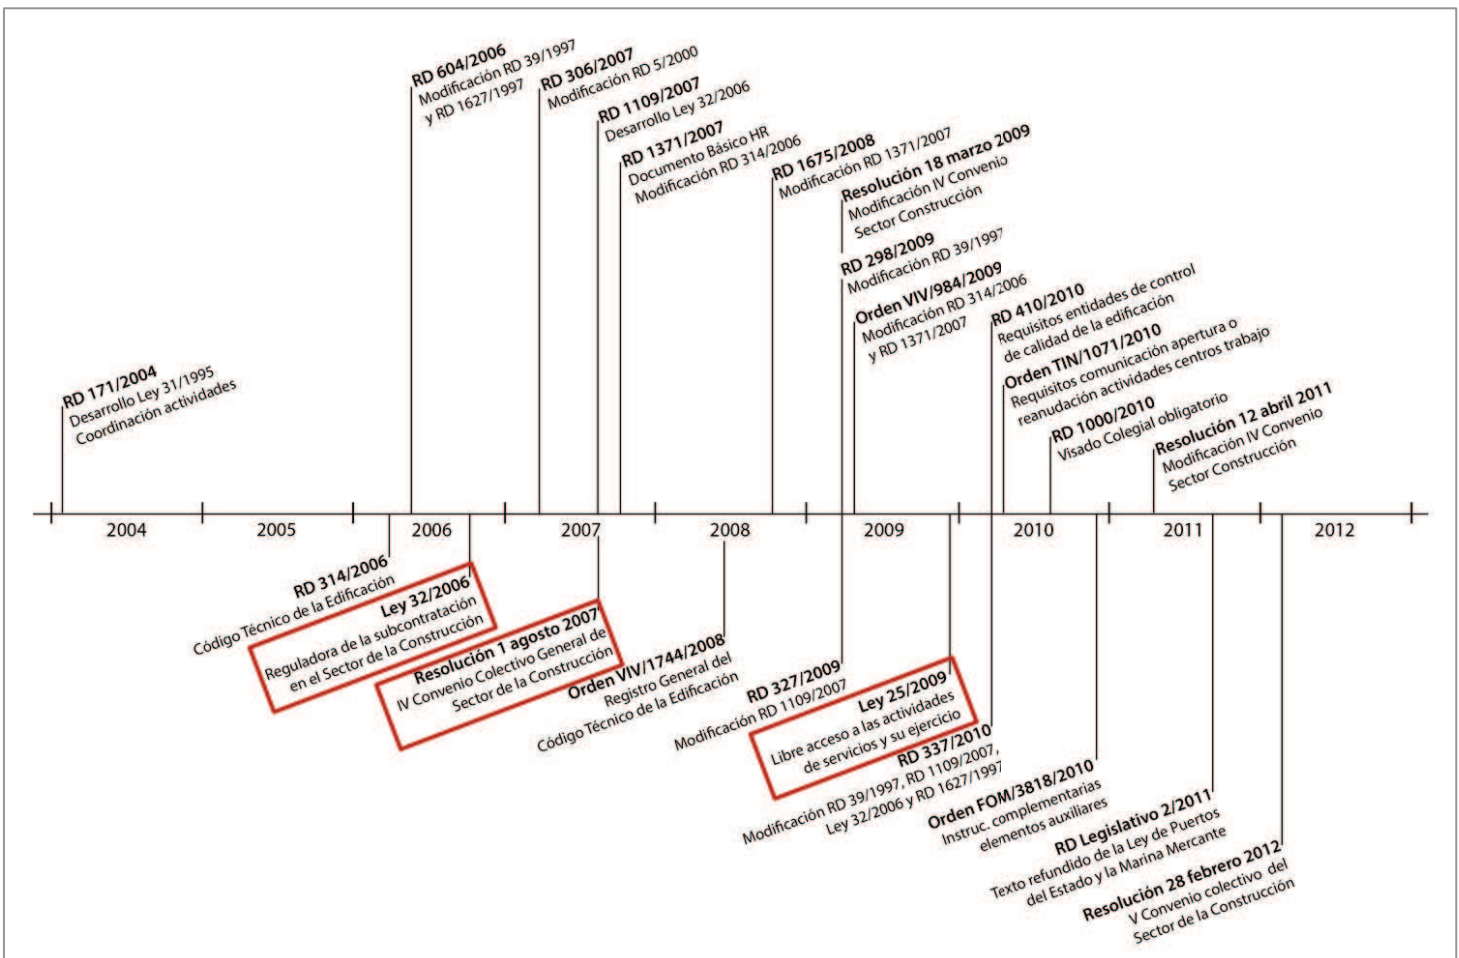 RD 604/2006
Modificación RD 39/1997
y RD 1627/1997
RD 306/2007
Modificación RD 5/2000
RD 1109/2007
Desarrollo Ley 32/2006
RD 1371/2007
Documento Básico HR
Modificación RD 314/2006
RD 1675/2008
Modificación RD 1371/2007
Resolución 18 marzo 2009
Modificación IV Convenio
Sector Construcción
RD 298/2009
Modificación RD 39/1997
Orden VIV/984/2009
Modificación RD 314/2006
y RD 1371/2007
RD 410/2010
Requisitos entidades de control
de calidad de la edificación
Orden TIN/1071/2010
Requisitos comunicación apertura o
reanudación actividades centros trabajo
RD 171/2004
Desarrollo Ley 31/1995
Coordinación actividades
RD 1000/2010
Visado Colegial obligatorio
Resolución 12 abril 2011
Modificación IV Convenio
Sector Construcción
2004 2005 2006 2007 2008 2009 2010 2011 2012
RD 314/2006
Código Técnico de la Edificación
Ley 32/2006
Reguladora de la subcontratación
en el Sector de la Construcción
Resolución 1 agosto 2007
IV Convenio Colectivo General de
Sector de la Construcción
Orden VIV/1744/2008
Registro General del
Código Técnico de la Edificación
RD 327/2009
Modificación RD 1109/2007
Ley 25/2009
Libre acceso a las actividades
de servicios y su ejercicio
RD 337/2010
Modificación RD 39/1997, RD 1109/2007,
Ley 32/2006 y RD 1627/1997
Orden FOM/3818/2010
Instruc. complementarias
elementos auxiliares
RD Legislativo 2/2011
Texto refundido de la Ley de Puertos
del Estado y la Marina Mercante
Resolución 28 febrero 2012
V Convenio colectivo del
Sector de la Construcción